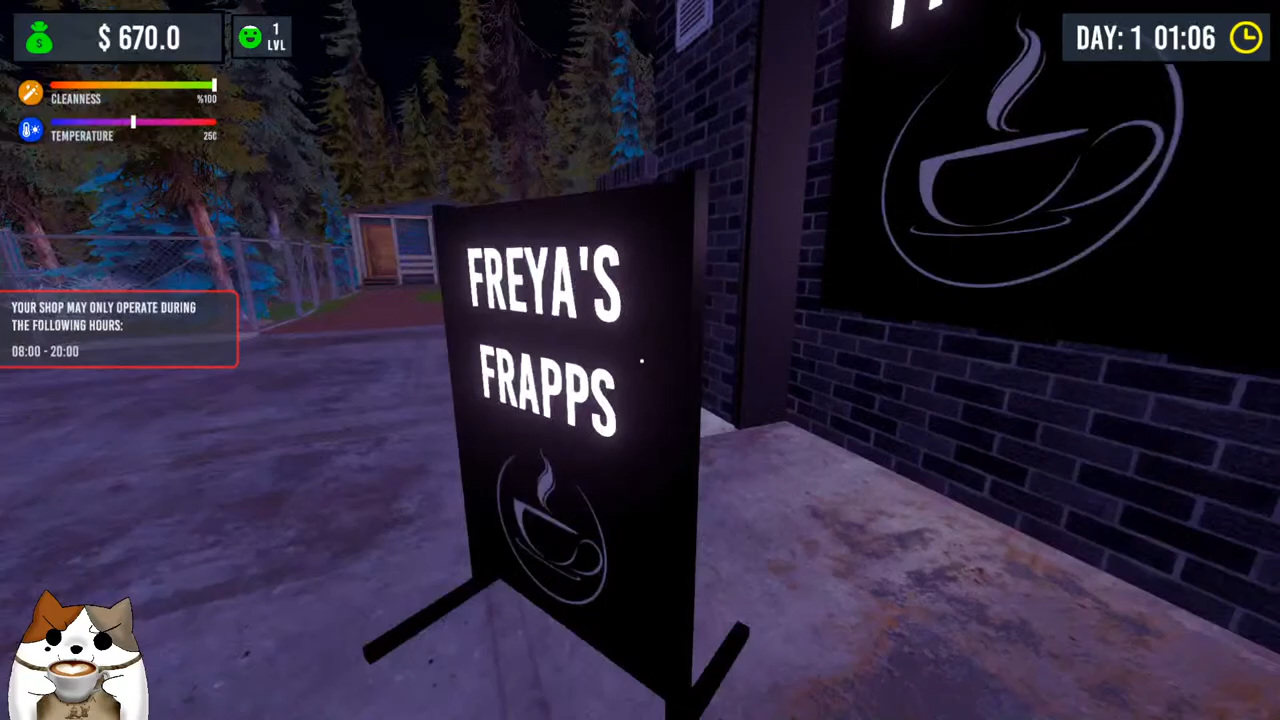 $ 670.0
1
LVL
DAY: 1 01:06
CLEANNESS
%100
TEMPERATURE
250
YOUR SHOP MAY ONLY OPERATE DURING
THE FOLLOWING HOURS:
08:00 - 20:00
FREYA'S
FRAPPS